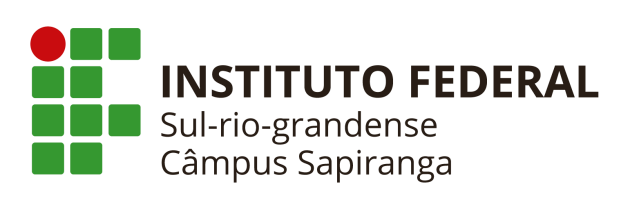 INSTITUTO FEDERAL
Sul-rio-grandense
Câmpus Sapiranga